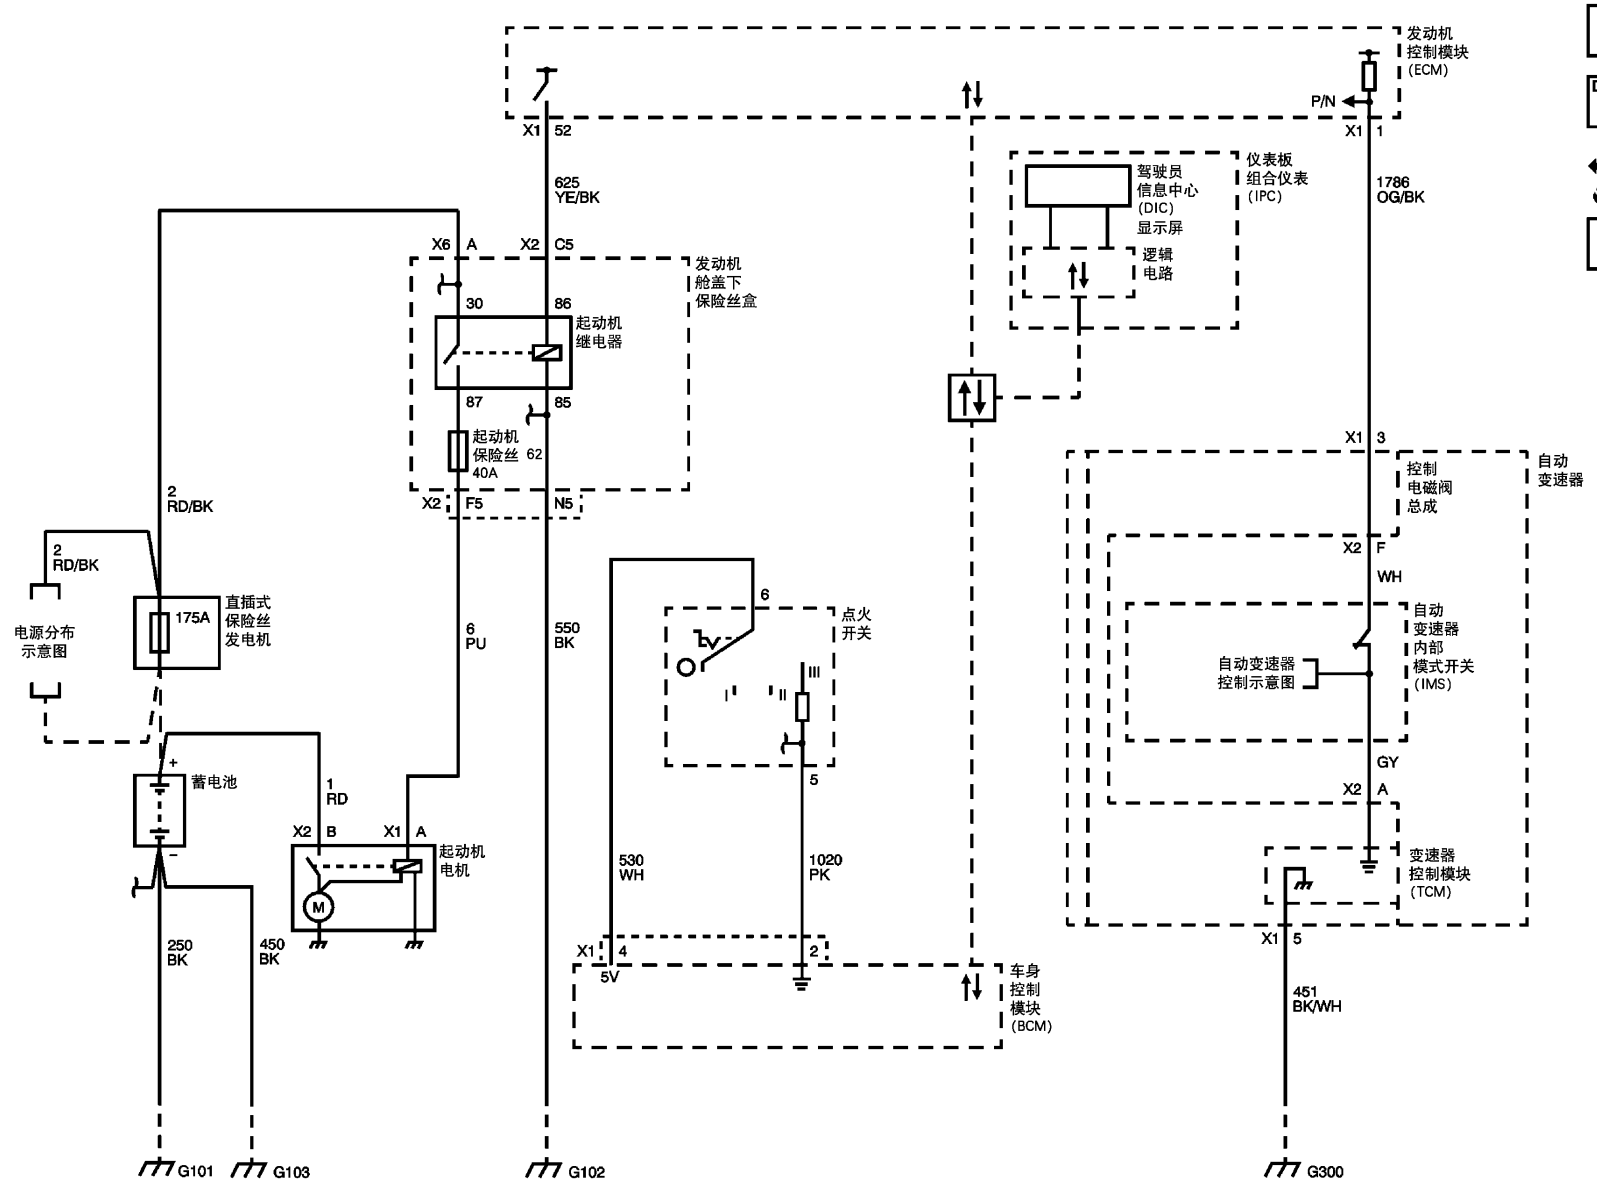 发动机
控制模块
(ECM)
P/N
X1 52
X1 1
625
YE/BK
仪表板
组合仪表
(IPC)
驾驶员
信息中心
(DIC)
显示屏
逻辑
电路
1786
OG/BK
X6 A
X2 C5
发动机
舱盖下
保险丝盒
30
86
起动机
继电器
87
85
起动机
保险丝 62
40A
X2 F5
N5
X1 3
控制
电磁阀
总成
自动
变速器
2
RD/BK
2
RD/BK
X2 F
WH
175A
直插式
保险丝
发电机
电源分布
示意图
6
PU
550
BK
6
点火
开关
I
II
III
自动
变速器
内部
模式开关
(IMS)
自动变速器
控制示意图
GY
X2 A
+
蓄电池
−
1
RD
5
X2 B
X1 A
起动机
电机
M
530
WH
1020
PK
变速器
控制模块
(TCM)
250
BK
450
BK
X1 4
2
5V
X1 5
车身
控制
模块
(BCM)
451
BK/WH
G101
G103
G102
G300